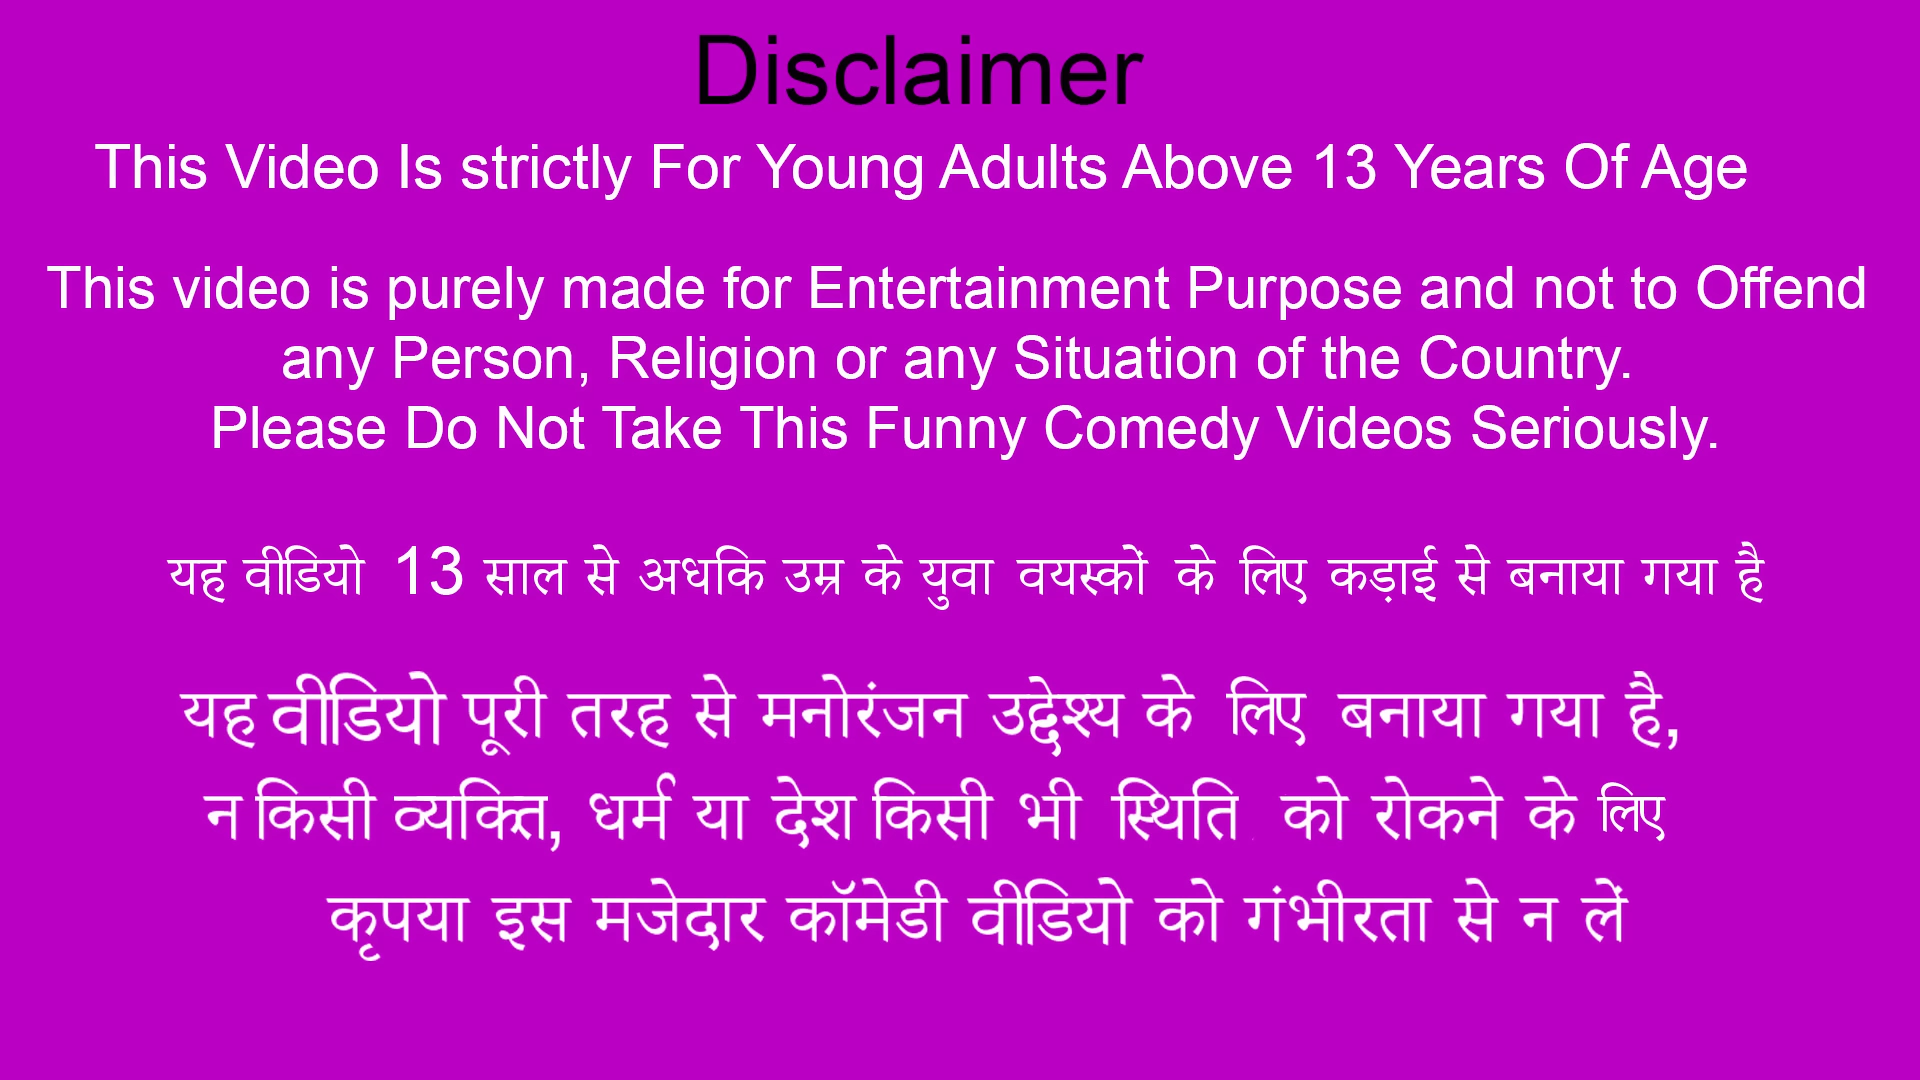 Disclaimer
This Video Is strictly For Young Adults Above 13 Years Of Age
This video is purely made for Entertainment Purpose and not to Offend
any Person, Religion or any Situation of the Country.
Please Do Not Take This Funny Comedy Videos Seriously.
यह वीडियो 13 साल से अधकि उम्र के युवा वयस्कों के लिए कड़ाई से बनाया गया है
यह वीडियो पूरी तरह से मनोरंजन उद्देश्य के लिए बनाया गया है,
न किसी व्यक्ति, धर्म या देश किसी भी स्थिति को रोकने के लिए
कृपया इस मजेदार कॉमेडी वीडियो को गंभीरता से न लें